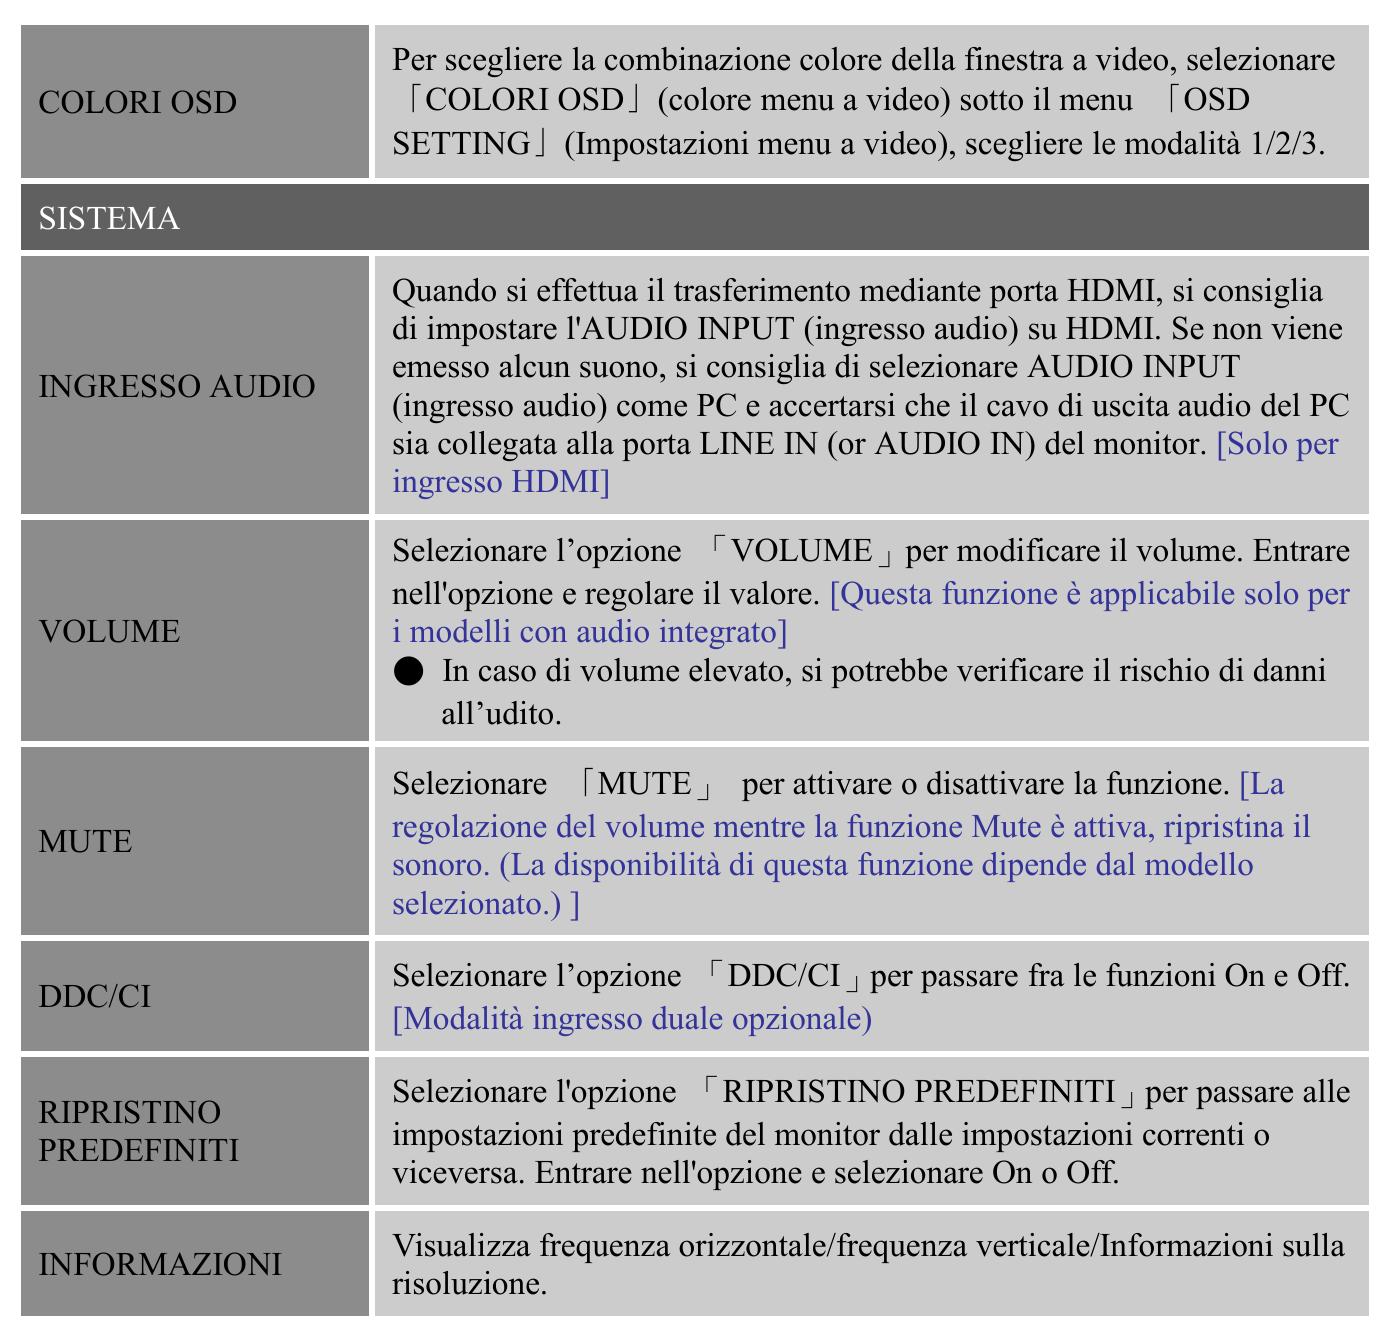 COLORI OSD
Per scegliere la combinazione colore della finestra a video, selezionare
「COLORI OSD」(colore menu a video) sotto il menu 「OSD
SETTING」(Impostazioni menu a video), scegliere le modalità 1/2/3.
SISTEMA
INGRESSO AUDIO
Quando si effettua il trasferimento mediante porta HDMI, si consiglia
di impostare l'AUDIO INPUT (ingresso audio) su HDMI. Se non viene
emesso alcun suono, si consiglia di selezionare AUDIO INPUT
(ingresso audio) come PC e accertarsi che il cavo di uscita audio del PC
sia collegata alla porta LINE IN (or AUDIO IN) del monitor. [Solo per
ingresso HDMI]
VOLUME
Selezionare l’opzione 「VOLUME」per modificare il volume. Entrare
nell'opzione e regolare il valore. [Questa funzione è applicabile solo per
i modelli con audio integrato]
● In caso di volume elevato, si potrebbe verificare il rischio di danni
all’udito.
MUTE
Selezionare 「MUTE」 per attivare o disattivare la funzione. [La
regolazione del volume mentre la funzione Mute è attiva, ripristina il
sonoro. (La disponibilità di questa funzione dipende dal modello
selezionato.) ]
DDC/CI
Selezionare l’opzione 「DDC/CI」per passare fra le funzioni On e Off.
[Modalità ingresso duale opzionale)
RIPRISTINO
PREDEFINITI
Selezionare l'opzione 「RIPRISTINO PREDEFINITI」per passare alle
impostazioni predefinite del monitor dalle impostazioni correnti o
viceversa. Entrare nell'opzione e selezionare On o Off.
INFORMAZIONI
Visualizza frequenza orizzontale/frequenza verticale/Informazioni sulla
risoluzione.